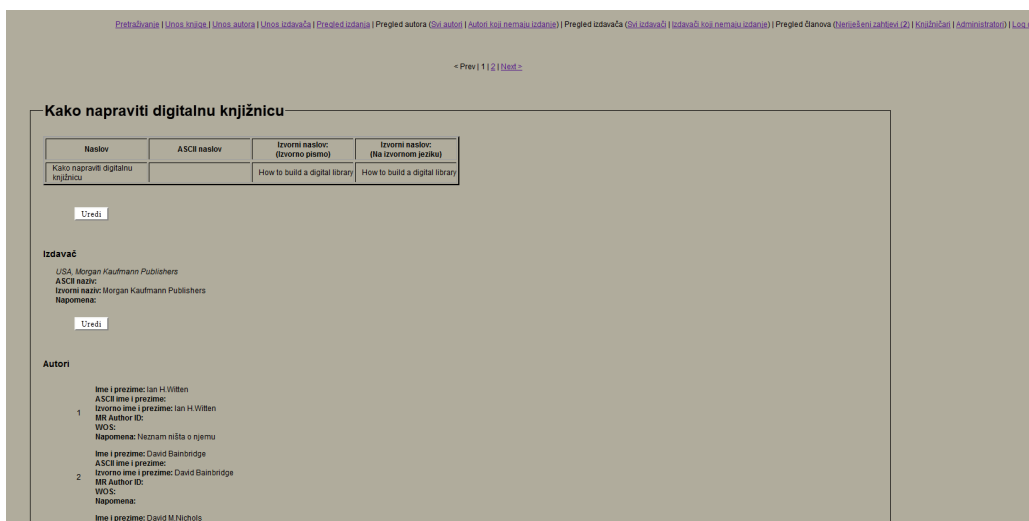 Pretraživanje | Unos knjige | Unos autora | Unos izdavača | Pregled izdanja | Pregled autora (Svi autori | Autori koji nemaju izdanje) | Pregled izdavača (Svi izdavači | Izdavači koji nemaju izdanje) | Pregled članova (Neriješeni zahtjevi (2) | Knjižničari | Administratori) | Log
< Prev | 1 | 2 | Next >
Kako napraviti digitalnu knjižnicu
Naslov ASCII naslov Izvorni naslov: (Izvorno pismo) Izvorni naslov: (Na izvornom jeziku)
Kako napraviti digitalnu knjižnicu How to build a digital library How to build a digital library
Uredi
Izdavač
USA, Morgan Kaufmann Publishers
ASCII naziv:
Izvorni naziv: Morgan Kaufmann Publishers
Napomena:
Uredi
Autori
Ime i prezime: Ian H.Witten
ASCII ime i prezime:
1 Izvorno ime i prezime: Ian H.Witten
MR Author ID:
WOS:
Napomena: Neznam ništa o njemu
Ime i prezime: David Bainbridge
ASCII ime i prezime:
2 Izvorno ime i prezime: David Bainbridge
MR Author ID:
WOS:
Napomena:
Ime i prezime: David M.Nichols